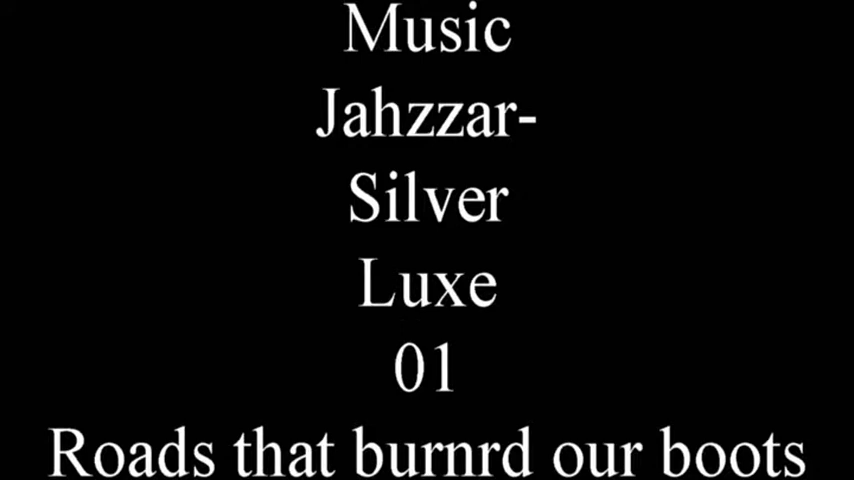 Music
Jahzzar-
Silver
Luxe
01
Roads that burnrd our boots